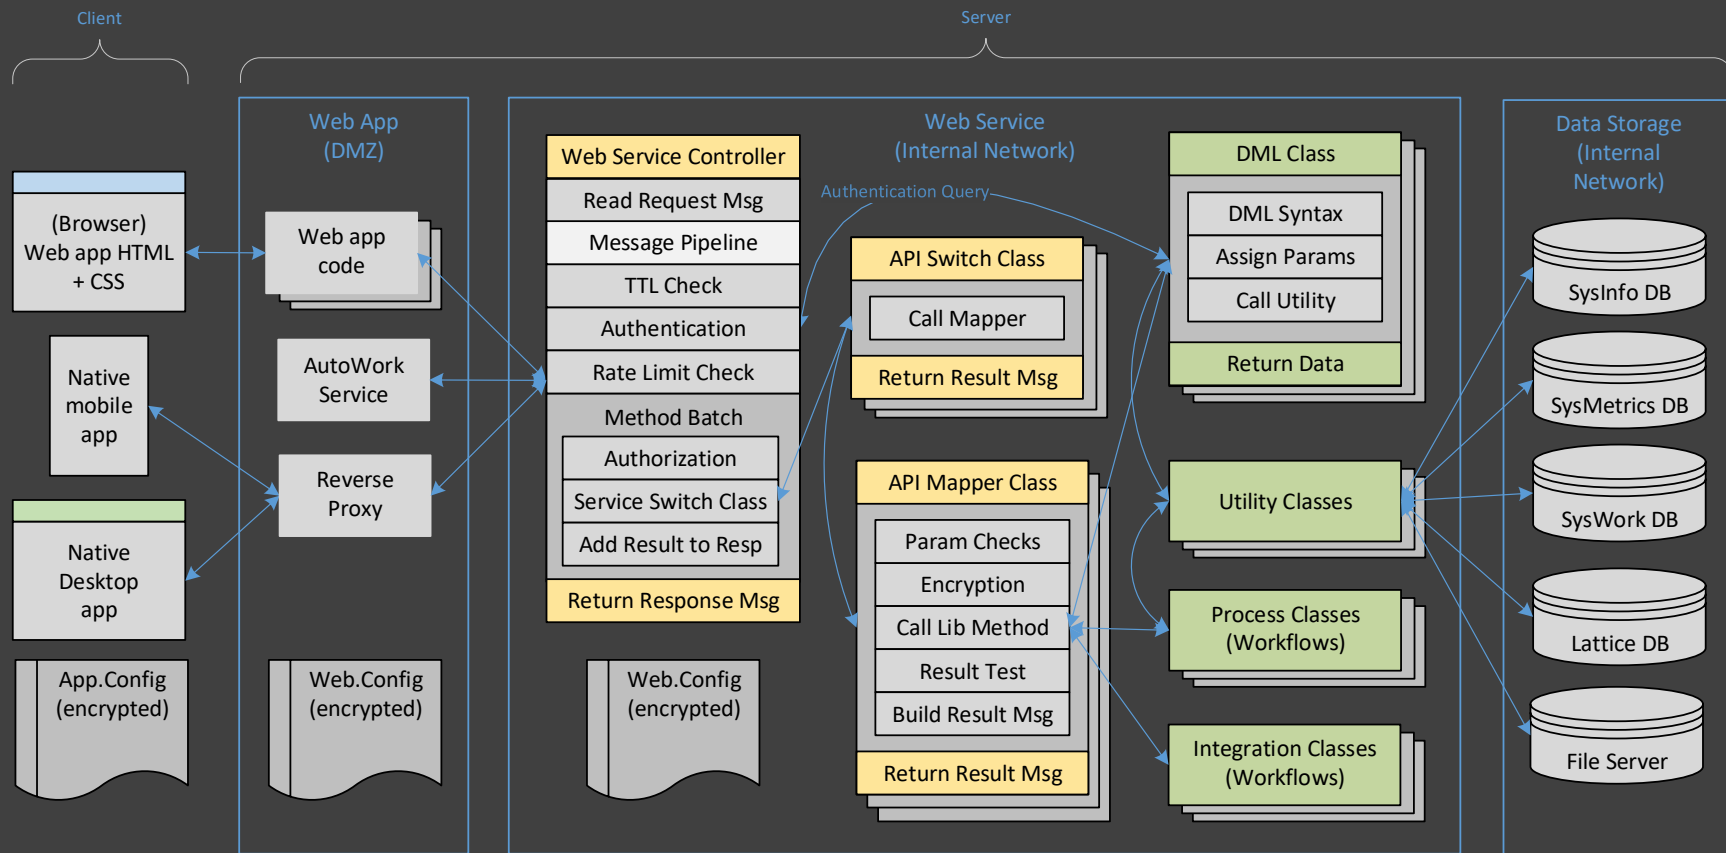 Client
Server
Web App
(DMZ)
Web Service
(Internal Network)
Data Storage
(Internal
Network)
(Browser)
Web app HTML
+ CSS
Native
mobile
app
Native
Desktop
app
App.Config
(encrypted)
Web app
code
AutoWork
Service
Reverse
Proxy
Web.Config
(encrypted)
Web Service Controller
Read Request Msg
Message Pipeline
TTL Check
Authentication
Rate Limit Check
Method Batch
Authorization
Service Switch Class
Add Result to Resp
Return Response Msg
Web.Config
(encrypted)
Authentication Query
API Switch Class
Call Mapper
Return Result Msg
API Mapper Class
Param Checks
Encryption
Call Lib Method
Result Test
Build Result Msg
Return Result Msg
DML Class
DML Syntax
Assign Params
Call Utility
Return Data
Utility Classes
Process Classes
(Workflows)
Integration Classes
(Workflows)
SysInfo DB
SysMetrics DB
SysWork DB
Lattice DB
File Server